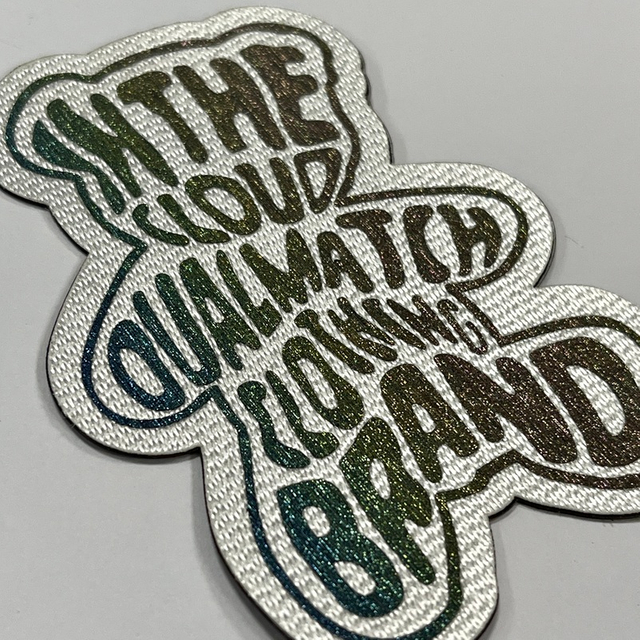 IN THE
CLOUD
QUALMATCH
CLOTHING
BRAND